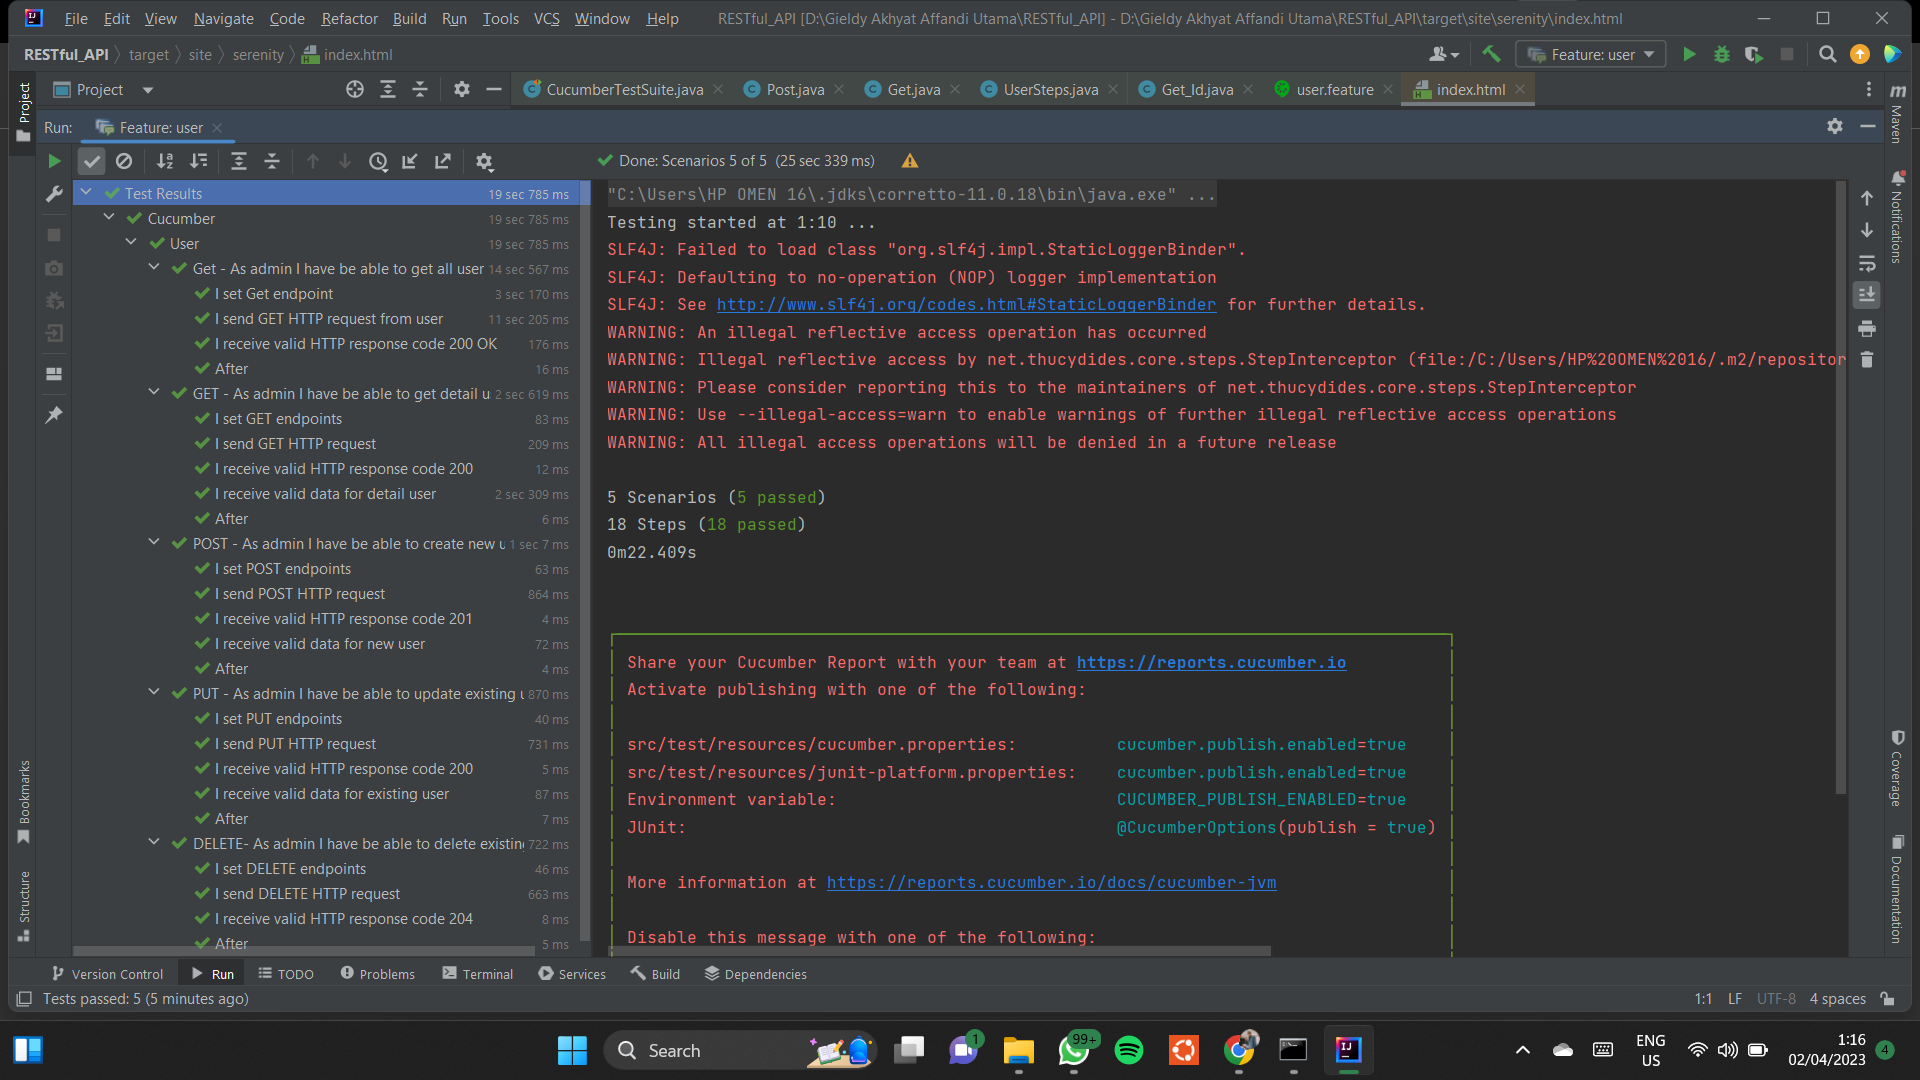 File Edit View Navigate Code Refactor Build Run Tools VCS Window Help RESTful_API [D:\Gieldy Akhyat Affandi Utama\RESTful_API] - D:\Gieldy Akhyat Affandi Utama\RESTful_API\target\site\serenity\index.html
RESTful_API target site serenity index.html Feature: user
Project CucumberTestSuite.java Post.java Get.java UserSteps.java Get_Id.java user.feature index.html
Run: Feature: user
Done: Scenarios 5 of 5 (25 sec 339 ms)
Test Results 19 sec 785 ms
Cucumber 19 sec 785 ms
User 19 sec 785 ms
Get - As admin I have be able to get all user 14 sec 567 ms
I set Get endpoint 3 sec 170 ms
I send GET HTTP request from user 11 sec 205 ms
I receive valid HTTP response code 200 OK 176 ms
After 16 ms
GET - As admin I have be able to get detail u 2 sec 619 ms
I set GET endpoints 83 ms
I send GET HTTP request 209 ms
I receive valid HTTP response code 200 12 ms
I receive valid data for detail user 2 sec 309 ms
After 6 ms
POST - As admin I have be able to create new u 1 sec 7 ms
I set POST endpoints 63 ms
I send POST HTTP request 864 ms
I receive valid HTTP response code 201 4 ms
I receive valid data for new user 72 ms
After 4 ms
PUT - As admin I have be able to update existing u 870 ms
I set PUT endpoints 40 ms
I send PUT HTTP request 731 ms
I receive valid HTTP response code 200 5 ms
I receive valid data for existing user 87 ms
After 7 ms
DELETE- As admin I have be able to delete existin 722 ms
I set DELETE endpoints 46 ms
I send DELETE HTTP request 663 ms
I receive valid HTTP response code 204 8 ms
After 5 ms
"C:\Users\HP OMEN 16\.jdks\corretto-11.0.18\bin\java.exe" ...
Testing started at 1:10 ...
SLF4J: Failed to load class "org.slf4j.impl.StaticLoggerBinder".
SLF4J: Defaulting to no-operation (NOP) logger implementation
SLF4J: See http://www.slf4j.org/codes.html#StaticLoggerBinder for further details.
WARNING: An illegal reflective access operation has occurred
WARNING: Illegal reflective access by net.thucydides.core.steps.StepInterceptor (file:/C:/Users/HP%20OMEN%2016/.m2/repositor
WARNING: Please consider reporting this to the maintainers of net.thucydides.core.steps.StepInterceptor
WARNING: Use --illegal-access=warn to enable warnings of further illegal reflective access operations
WARNING: All illegal access operations will be denied in a future release
5 Scenarios (5 passed)
18 Steps (18 passed)
0m22.409s
Share your Cucumber Report with your team at https://reports.cucumber.io
Activate publishing with one of the following:
src/test/resources/cucumber.properties: cucumber.publish.enabled=true
src/test/resources/junit-platform.properties: cucumber.publish.enabled=true
Environment variable: CUCUMBER_PUBLISH_ENABLED=true
JUnit: @CucumberOptions(publish = true)
More information at https://reports.cucumber.io/docs/cucumber-jvm
Disable this message with one of the following:
Project
Bookmarks
Structure
Maven
Notifications
Coverage
Documentation
Version Control Run TODO Problems Terminal Services Build Dependencies
Tests passed: 5 (5 minutes ago) 1:1 LF UTF-8 4 spaces
Search 1 99+ ENG US 1:16 02/04/2023 4